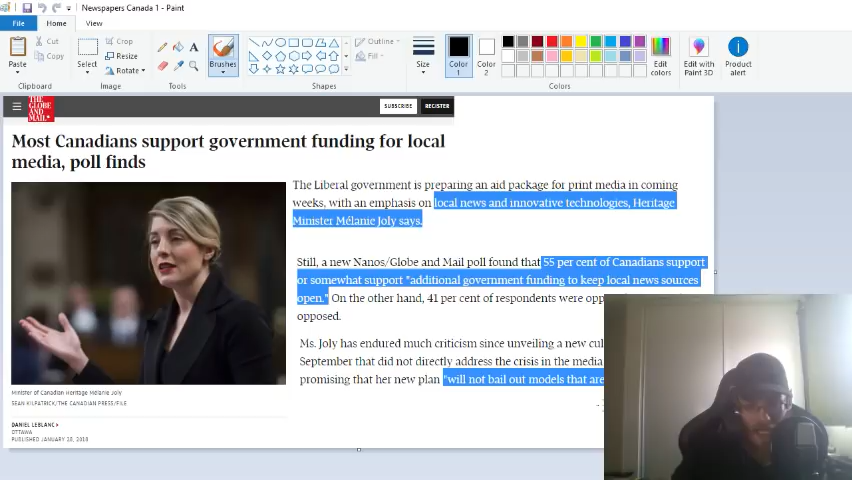 Newspapers Canada 1 - Paint
File
Home
View
Paste
Cut
Copy
Clipboard
Select
Crop
Resize
Rotate
Image
Tools
Brushes
Shapes
Outline
Fill
Size
Color 1
Color 2
Colors
Edit colors
Edit with Paint 3D
Product alert
THE GLOBE AND MAIL
SUBSCRIBE
REGISTER
Most Canadians support government funding for local
media, poll finds
The Liberal government is preparing an aid package for print media in coming
weeks, with an emphasis on local news and innovative technologies, Heritage
Minister Mélanie Joly says.
Still, a new Nanos/Globe and Mail poll found that 55 per cent of Canadians support
or somewhat support "additional government funding to keep local news sources
open." On the other hand, 41 per cent of respondents were
opposed.
Ms. Joly has endured much criticism since unveiling a new
September that did not directly address the crisis in the media
promising that her new plan "will not bail out models that are
Minister of Canadian Heritage Mélanie Joly
SEAN KILPATRICK/THE CANADIAN PRESS/FILE
DANIEL LEBLANC
OTTAWA